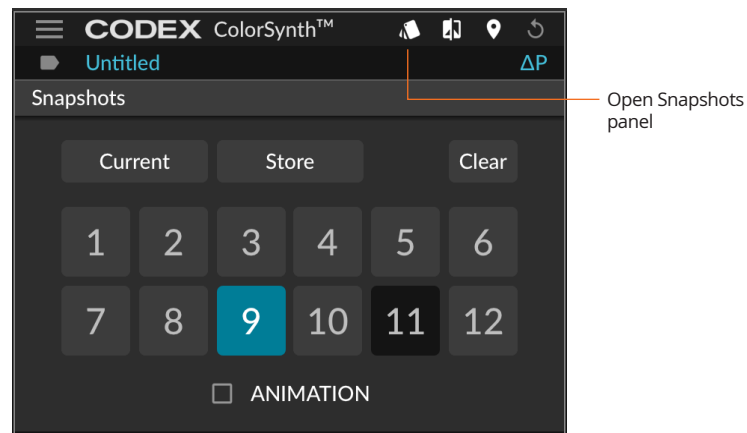 CODEX ColorSynth™
Untitled ΔP
Snapshots
Open Snapshots
panel
Current Store Clear
1 2 3 4 5 6
7 8 9 10 11 12
ANIMATION